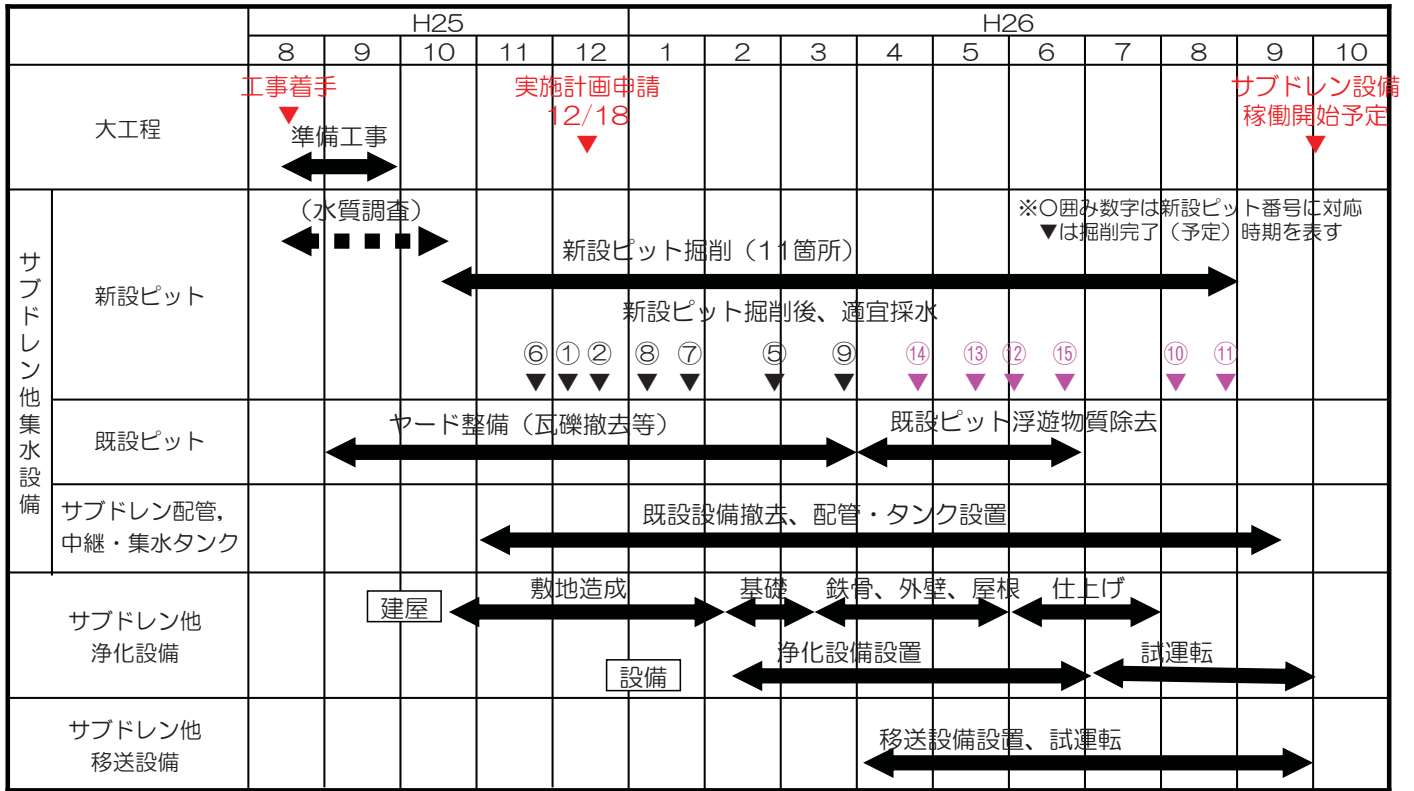 H25
H26
8 9 10 11 12 1 2 3 4 5 6 7 8 9 10
大工程
工事着手
準備工事
実施計画申請
12/18
サブドレン設備
稼働開始予定
サブドレン他集水設備
新設ピット
（水質調査）
※〇囲み数字は新設ピット番号に対応
▼は掘削完了（予定）時期を表す
新設ピット掘削（11箇所）
新設ピット掘削後、適宜採水
⑥ ① ② ⑧ ⑦ ⑤ ⑨ ⑭ ⑬ ⑫ ⑮ ⑩ ⑪
既設ピット
ヤード整備（瓦礫撤去等）
既設ピット浮遊物質除去
サブドレン配管,
中継・集水タンク
既設設備撤去、配管・タンク設置
サブドレン他
浄化設備
建屋
敷地造成
基礎
鉄骨、外壁、屋根
仕上げ
設備
浄化設備設置
試運転
サブドレン他
移送設備
移送設備設置、試運転